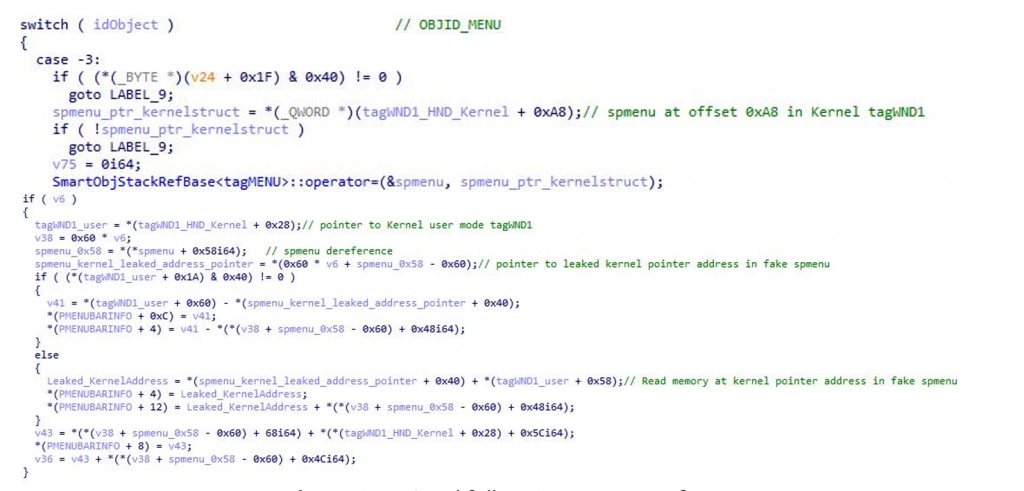 switch ( idObject ) // OBJID_MENU
{
case -3:
if ( (*(_BYTE *)(v24 + 0x1F) & 0x40) != 0 )
goto LABEL_9;
spmenu_ptr_kernelstruct = *(_QWORD *)(tagWND1_HND_Kernel + 0xA8);// spmenu at offset 0xA8 in Kernel tagWND1
if ( !spmenu_ptr_kernelstruct )
goto LABEL_9;
v75 = 0i64;
SmartObjStackRefBase<tagMENU>::operator=(&spmenu, spmenu_ptr_kernelstruct);
if ( v6 )
{
tagWND1_user = *(tagWND1_HND_Kernel + 0x28);// pointer to Kernel user mode tagWND1
v38 = 0x60 * v6;
spmenu_0x58 = *(*spmenu + 0x58i64); // spmenu dereference
spmenu_kernel_leaked_address_pointer = *(0x60 * v6 + spmenu_0x58 - 0x60);// pointer to leaked kernel pointer address in fake spmenu
if ( (*(tagWND1_user + 0x1A) & 0x40) != 0 )
{
v41 = *(tagWND1_user + 0x60) - *(spmenu_kernel_leaked_address_pointer + 0x40);
*(PMENUBARINFO + 0xC) = v41;
*(PMENUBARINFO + 4) = v41 - *(*(v38 + spmenu_0x58 - 0x60) + 0x48i64);
}
else
{
Leaked_KernelAddress = *(spmenu_kernel_leaked_address_pointer + 0x40) + *(tagWND1_user + 0x58);// Read memory at kernel pointer address in fake spmenu
*(PMENUBARINFO + 4) = Leaked_KernelAddress;
*(PMENUBARINFO + 12) = Leaked_KernelAddress + *(*(v38 + spmenu_0x58 - 0x60) + 0x48i64);
}
v43 = *(*(v38 + spmenu_0x58 - 0x60) + 68i64) + *(*(tagWND1_HND_Kernel + 0x28) + 0x5Ci64);
*(PMENUBARINFO + 8) = v43;
v36 = v43 + *(*(v38 + spmenu_0x58 - 0x60) + 0x4Ci64);
}